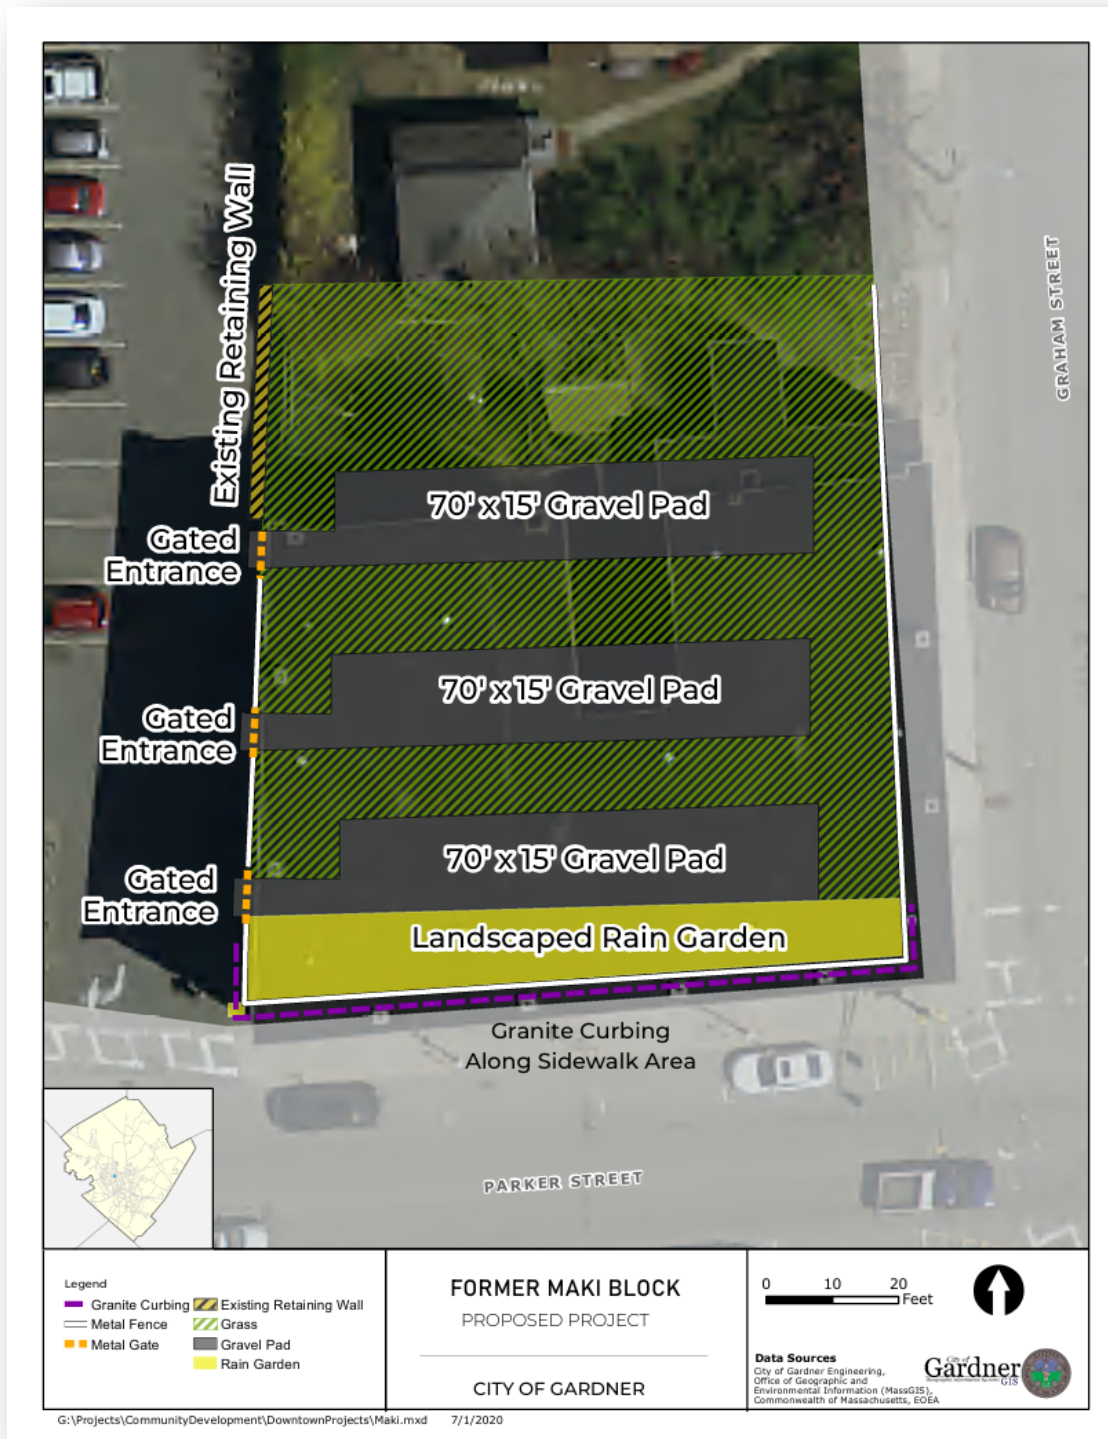 Existing Retaining Wall
GRAHAM STREET
70' x 15' Gravel Pad
Gated
Entrance
70' x 15' Gravel Pad
Gated
Entrance
70' x 15' Gravel Pad
Gated
Entrance
Landscaped Rain Garden
Granite Curbing
Along Sidewalk Area
PARKER STREET
Legend
Granite Curbing
Metal Fence
Metal Gate
Existing Retaining Wall
Grass
Gravel Pad
Rain Garden
FORMER MAKI BLOCK
PROPOSED PROJECT
CITY OF GARDNER
0 10 20
Feet
Data Sources
City of Gardner Engineering,
Office of Geographic and
Environmental Information (MassGIS),
Commonwealth of Massachusetts, EOEA
City of
Gardner
GIS
G:\Projects\CommunityDevelopment\DowntownProjects\Maki.mxd 7/1/2020